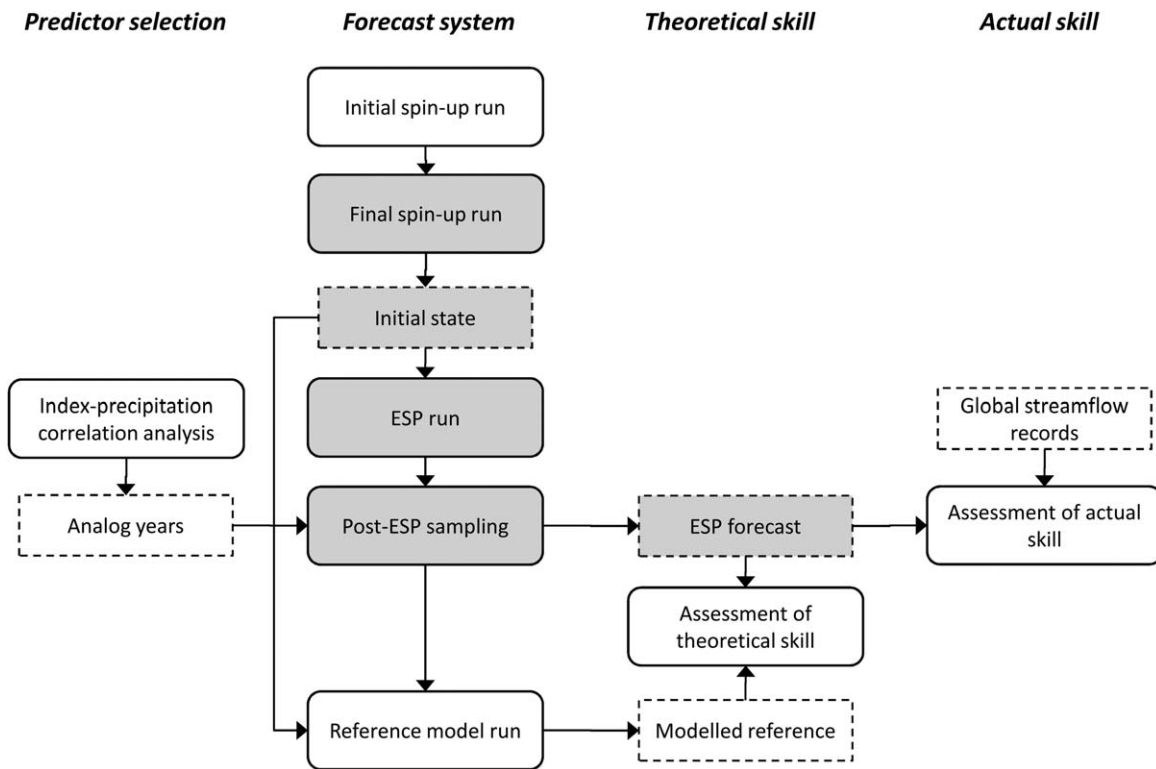 Predictor selection
Forecast system
Theoretical skill
Actual skill
Initial spin-up run
Final spin-up run
Initial state
Index-precipitation
correlation analysis
ESP run
Global streamflow
records
Analog years
Post-ESP sampling
ESP forecast
Assessment of actual
skill
Assessment of
theoretical skill
Reference model run
Modelled reference